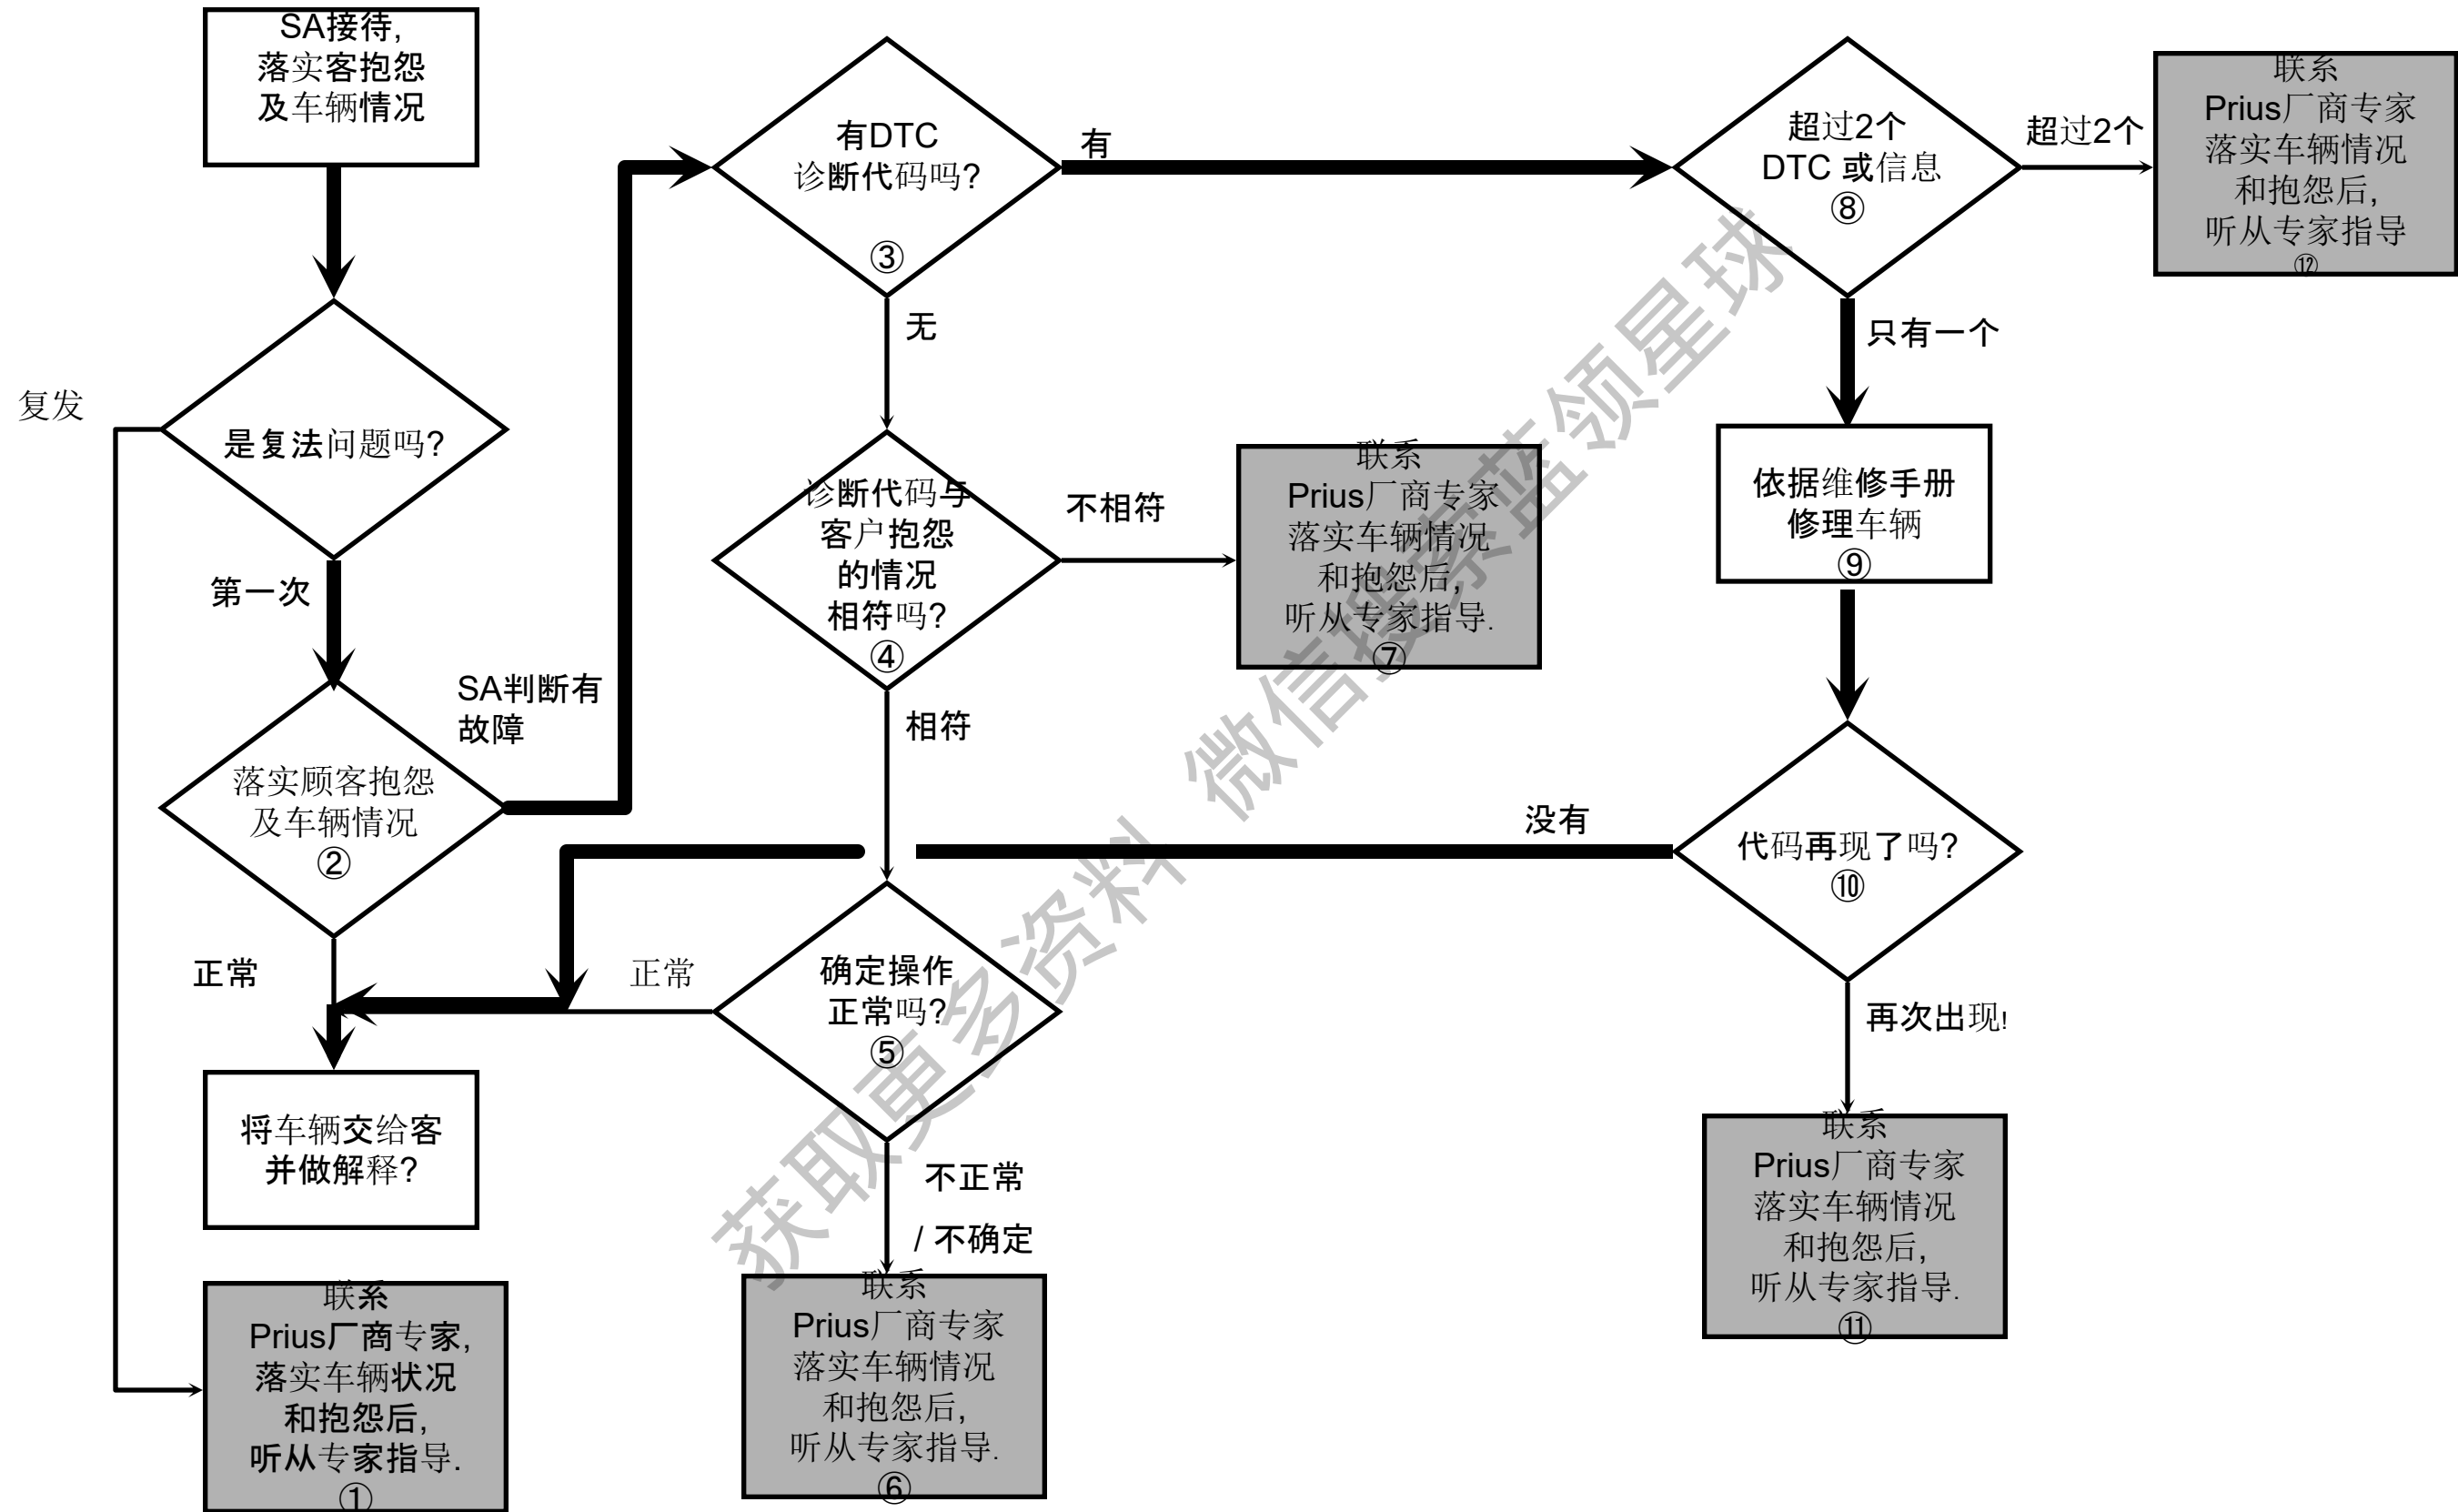 SA接待,
落实客抱怨
及车辆情况
复发
是复法问题吗?
第一次
落实顾客抱怨
及车辆情况
②
SA判断有
故障
正常
将车辆交给客
并做解释?
联系
Prius厂商专家,
落实车辆状况
和抱怨后,
听从专家指导.
①
有DTC
诊断代码吗?
③
有
无
诊断代码与
客户抱怨
的情况
相符吗?
④
不相符
联系
Prius厂商专家
落实车辆情况
和抱怨后,
听从专家指导.
⑦
相符
确定操作
正常吗?
⑤
正常
不正常
/ 不确定
联系
Prius厂商专家
落实车辆情况
和抱怨后,
听从专家指导.
⑥
超过2个
DTC 或信息
⑧
超过2个
联系
Prius厂商专家
落实车辆情况
和抱怨后,
听从专家指导
⑫
只有一个
依据维修手册
修理车辆
⑨
代码再现了吗?
⑩
没有
再次出现!
联系
Prius厂商专家
落实车辆情况
和抱怨后,
听从专家指导.
⑪
获取更多资料 微信搜索蓝领星球